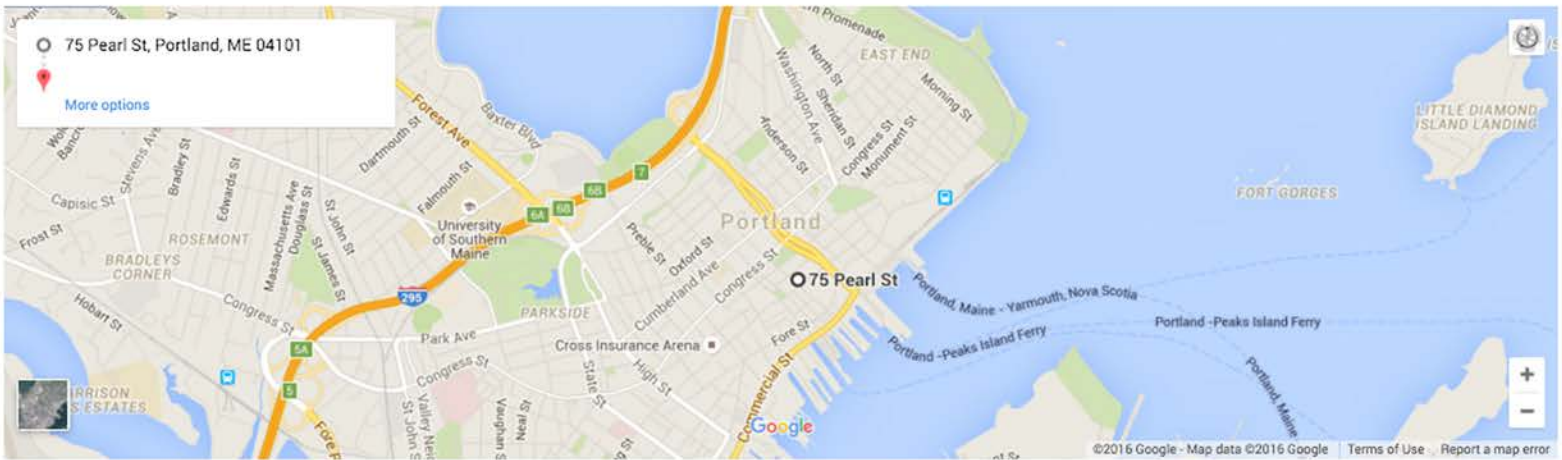 75 Pearl St, Portland, ME 04101
More options
Stevens Ave
Bradley St
Edwards St
Capisic St
Frost St
ROSEMONT
BRADLEYS
CORNER
Hobart St
Massachusetts Ave
Douglass St
St John St
St James St
Congress St
Dartmouth St
Falmouth St
Forest Ave
Baxter Blvd
University
of Southern
Maine
6A
6B
6B
7
295
5A
5
PARKSIDE
Park Ave
Congress St
Cross Insurance Arena
State St
High St
Neal St
Preble St
Oxford St
Cumberland Ave
Congress St
Fore St
Commercial St
Portland
75 Pearl St
Washington Ave
North St
Sheridan St
Anderson St
Congress St
Monument St
Morning St
EAST END
Promenade
LITTLE DIAMOND
ISLAND LANDING
FORT GORGES
Portland, Maine - Yarmouth, Nova Scotia
Portland -Peaks Island Ferry
Portland -Peaks Island Ferry
Portland, Maine
Google
+
−
©2016 Google - Map data ©2016 Google
Terms of Use
Report a map error